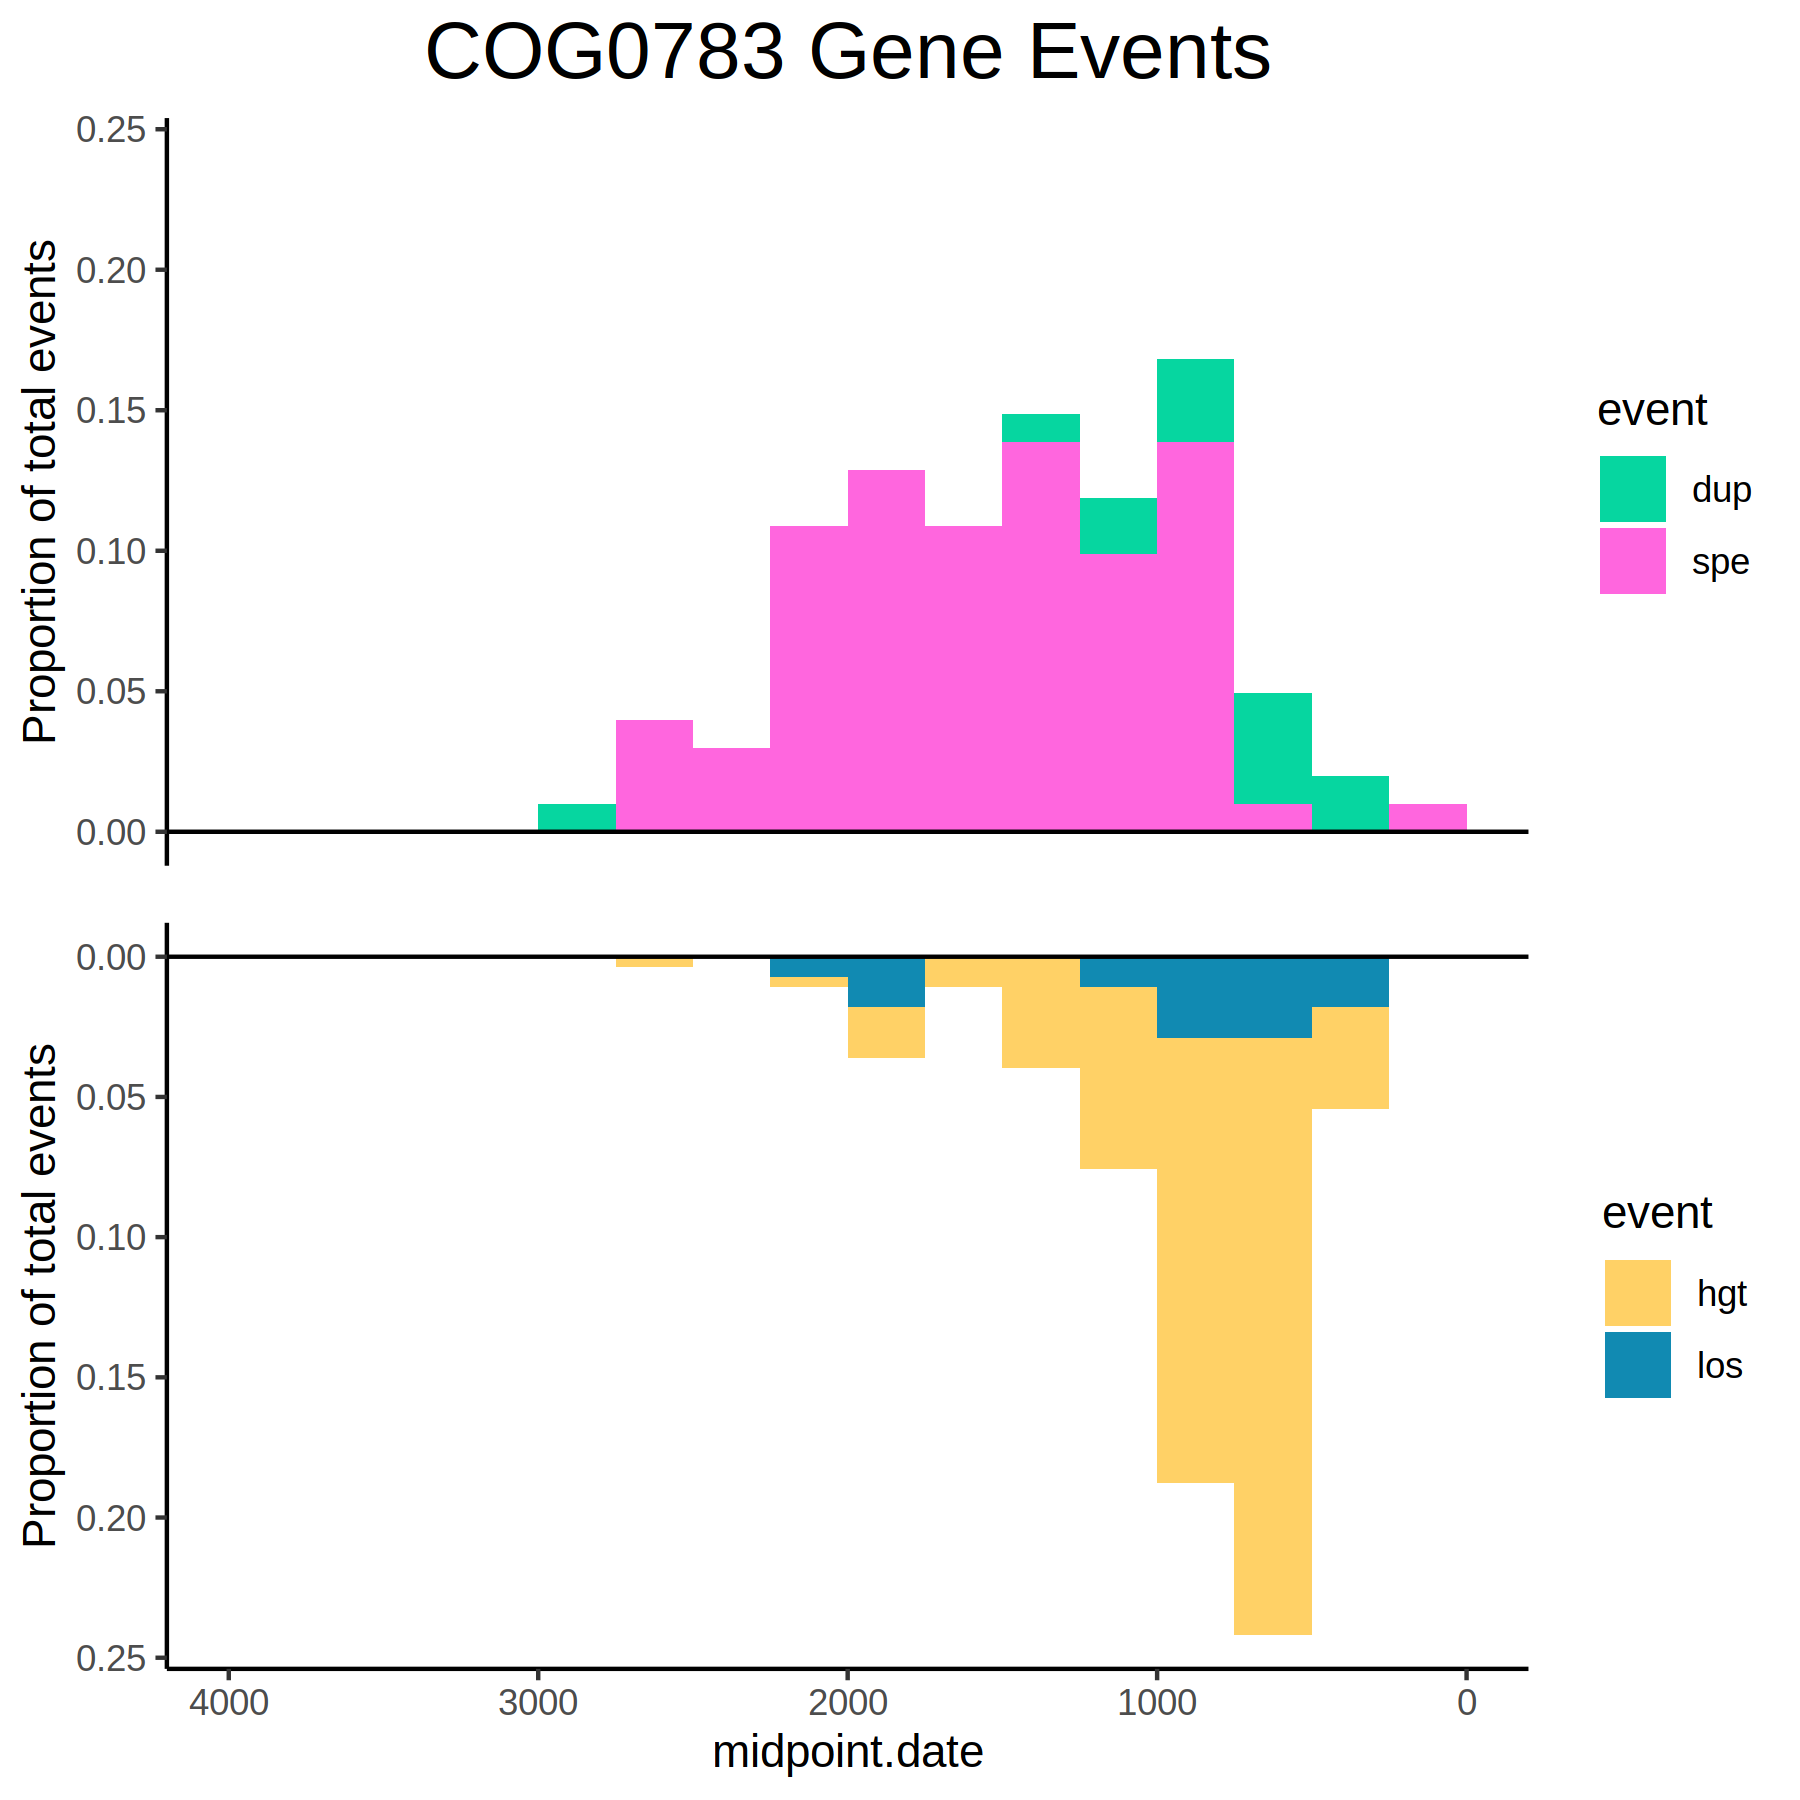 COG0783 Gene Events
Proportion of total events
0.25
0.20
0.15
0.10
0.05
0.00
event
dup
spe
Proportion of total events
0.00
0.05
0.10
0.15
0.20
0.25
event
hgt
los
4000 3000 2000 1000 0
midpoint.date